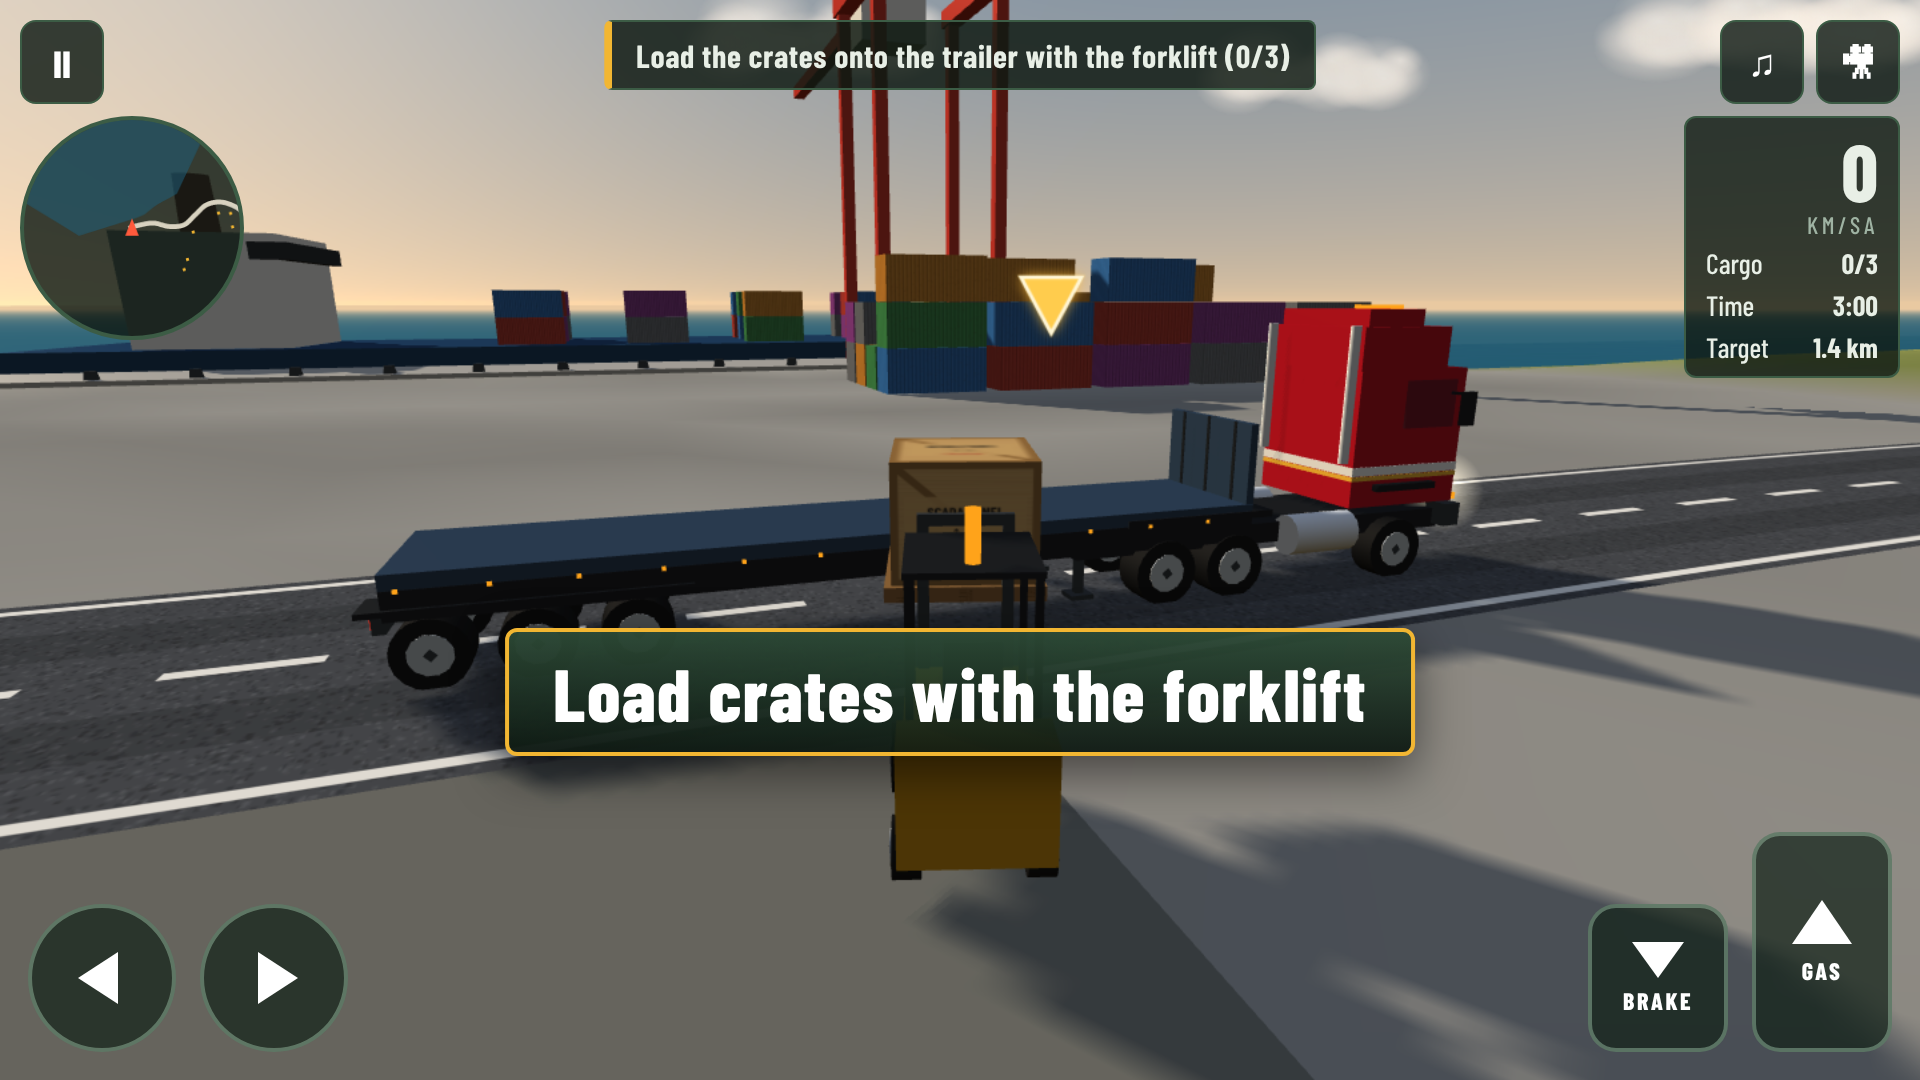 Load the crates onto the trailer with the forklift (0/3)
0
KM/SA
Cargo 0/3
Time 3:00
Target 1.4 km
Load crates with the forklift
BRAKE
GAS